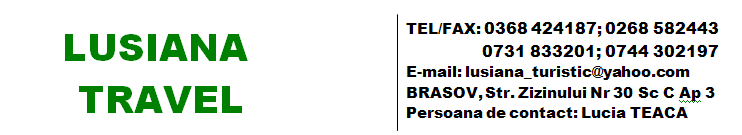 LUSIANA
TRAVEL
TEL/FAX: 0368 424187; 0268 582443
0731 833201; 0744 302197
E-mail: lusiana_turistic@yahoo.com
BRASOV, Str. Zizinului Nr 30 Sc C Ap 3
Persoana de contact: Lucia TEACA